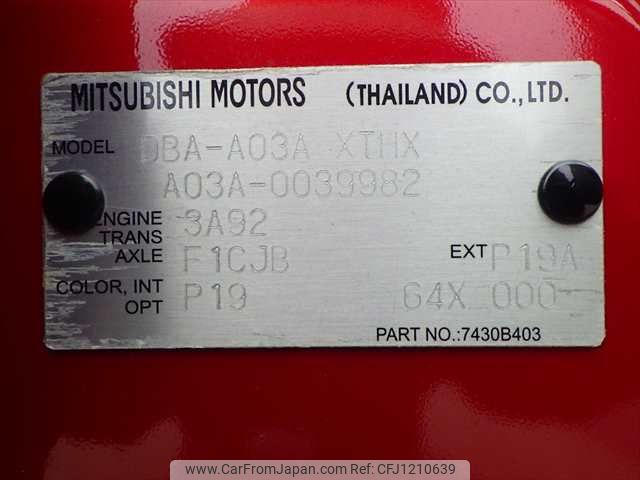 MITSUBISHI MOTORS (THAILAND) CO., LTD.
MODEL DBA-A03A XTHX
A03A-0039982
ENGINE 3A92
TRANS
AXLE F1CJB EXT P19A
COLOR, INT P19 64X 000
OPT
PART NO.:7430B403
www.CarFromJapan.com CFJ1210639